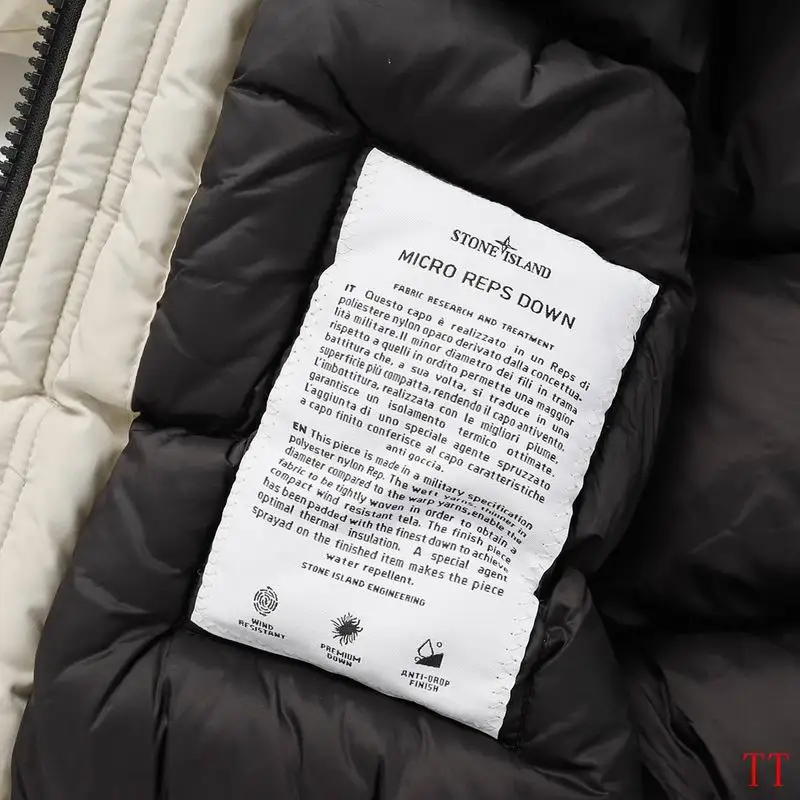 STONE ISLAND
MICRO REPS DOWN
FABRIC RESEARCH AND TREATMENT
IT Questo capo è realizzato in un Reps di
poliestere nylon opaco derivato dalla concettua-
lità militare.Il minor diametro dei fili in trama
rispetto a quelli in ordito permette una maggior
battitura che, a sua volta, si traduce in una
superficie più compatta, rendendo il capo antivento.
L'imbottitura, realizzata con le migliori piume,
garantisce un isolamento termico ottimate.
L'aggiunta di uno speciale agente spruzzato
a capo finito conferisce al capo caratteristiche
anti goccia.
EN This piece is made in a military specification
polyester nylon Rep. The weft yarns, thinner in
diameter compared to the warp yarns, enable the
fabric to be tightly woven in order to obtain a
compact wind resistant tela. The finish piece
has been padded with the finest down to achieve
optimal thermal insulation. A special agent
sprayad on the finished item makes the piece
water repellent.
STONE ISLAND ENGINEERING
WIND
RESISTANT
PREMIUM
DOWN
ANTI-DROP
FINISH
TT